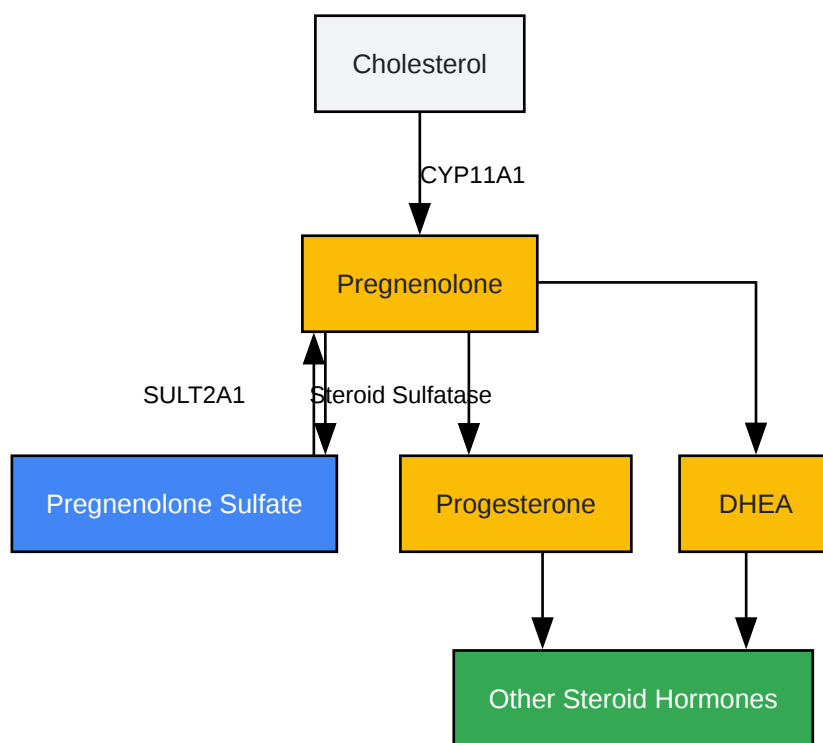 Cholesterol
CYP11A1
Pregnenolone
SULT2A1
Steroid Sulfatase
Pregnenolone Sulfate
Progesterone
DHEA
Other Steroid Hormones